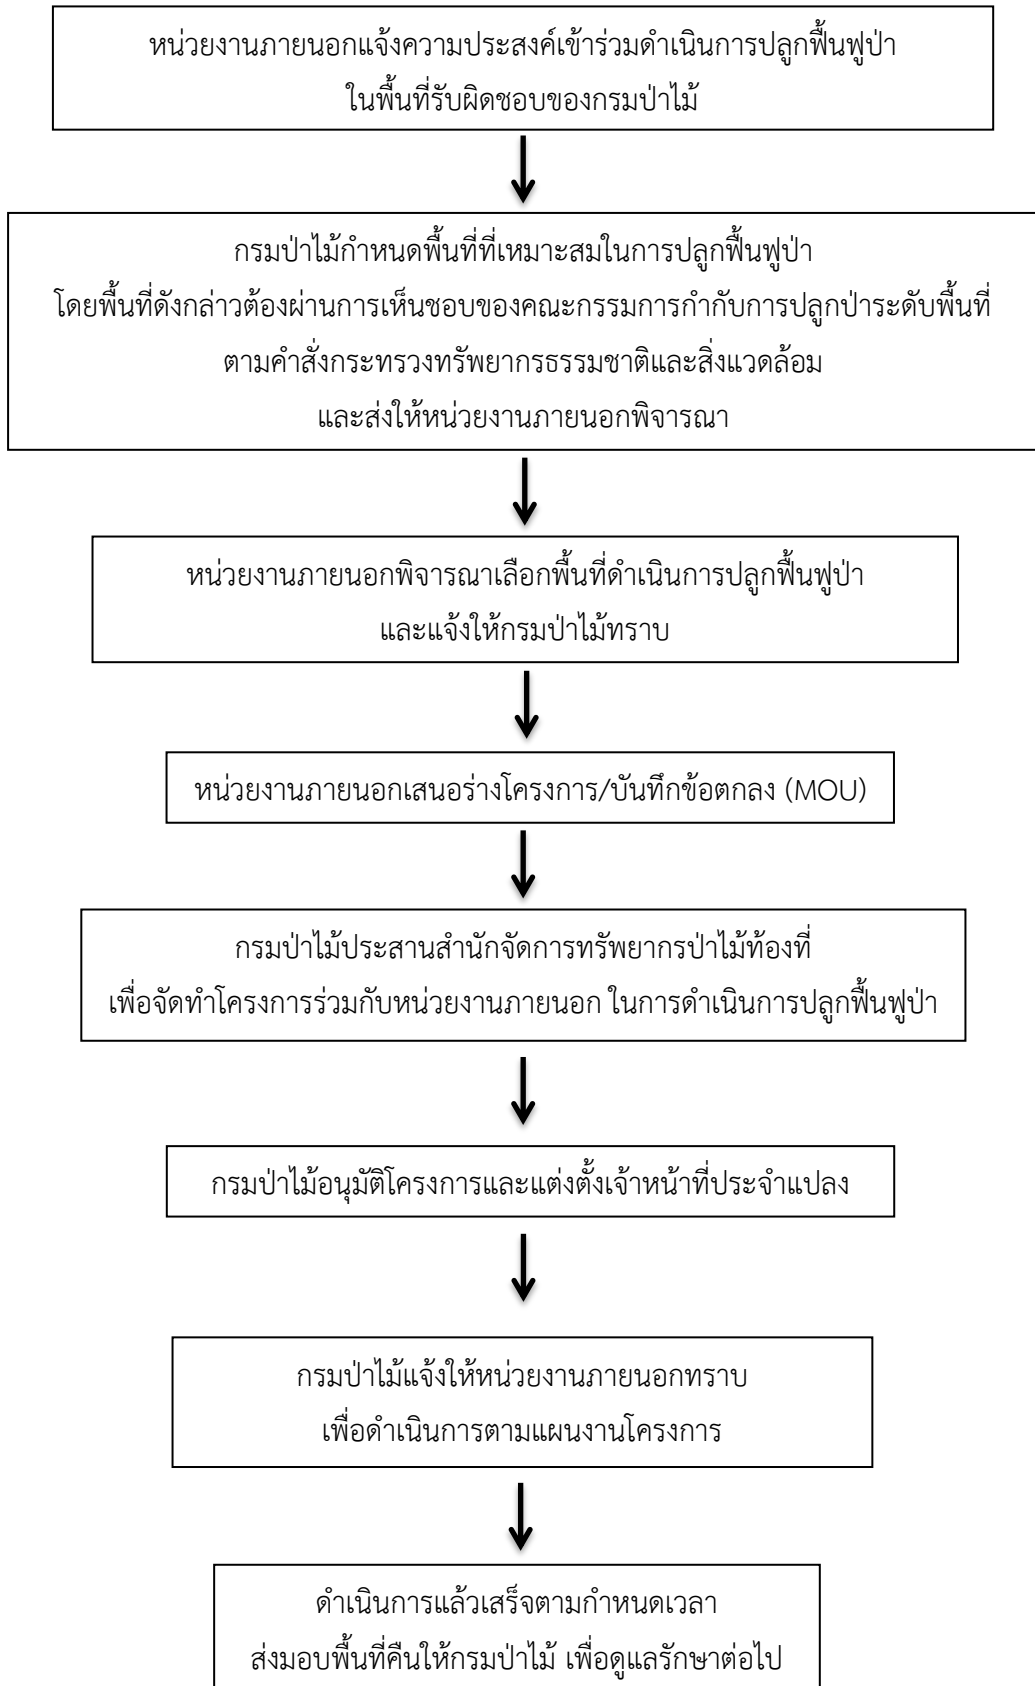 หน่วยงานภายนอกแจ้งความประสงค์เข้าร่วมดำเนินการปลูกฟื้นฟูป่า
ในพื้นที่รับผิดชอบของกรมป่าไม้
กรมป่าไม้กำหนดพื้นที่ที่เหมาะสมในการปลูกฟื้นฟูป่า
โดยพื้นที่ดังกล่าวต้องผ่านการเห็นชอบของคณะกรรมการกำกับการปลูกป่าระดับพื้นที่
ตามคำสั่งกระทรวงทรัพยากรธรรมชาติและสิ่งแวดล้อม
และส่งให้หน่วยงานภายนอกพิจารณา
หน่วยงานภายนอกพิจารณาเลือกพื้นที่ดำเนินการปลูกฟื้นฟูป่า
และแจ้งให้กรมป่าไม้ทราบ
หน่วยงานภายนอกเสนอร่างโครงการ/บันทึกข้อตกลง (MOU)
กรมป่าไม้ประสานสำนักจัดการทรัพยากรป่าไม้ท้องที่
เพื่อจัดทำโครงการร่วมกับหน่วยงานภายนอก ในการดำเนินการปลูกฟื้นฟูป่า
กรมป่าไม้อนุมัติโครงการและแต่งตั้งเจ้าหน้าที่ประจำแปลง
กรมป่าไม้แจ้งให้หน่วยงานภายนอกทราบ
เพื่อดำเนินการตามแผนงานโครงการ
ดำเนินการแล้วเสร็จตามกำหนดเวลา
ส่งมอบพื้นที่คืนให้กรมป่าไม้ เพื่อดูแลรักษาต่อไป